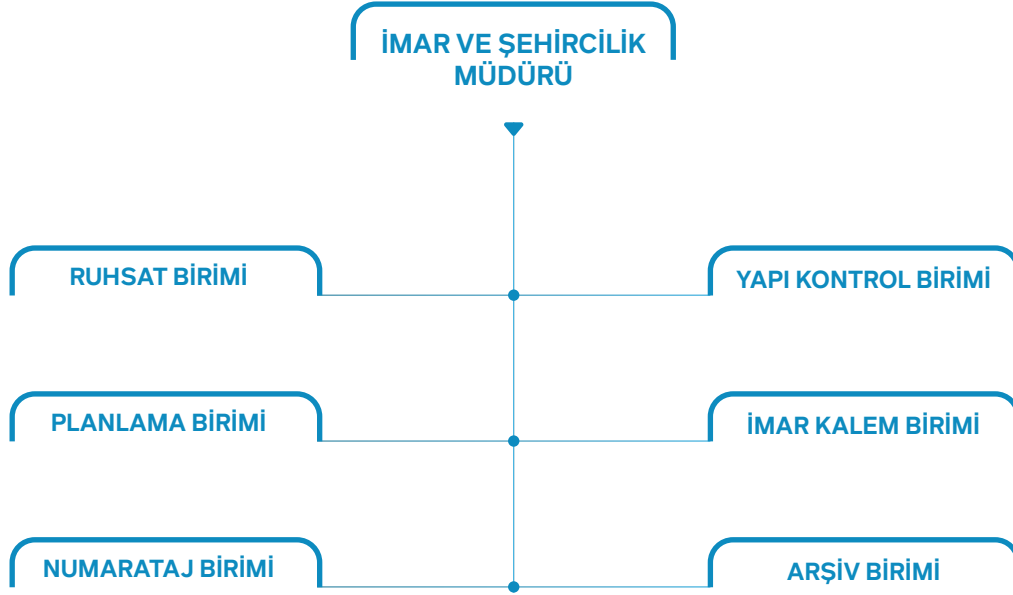 İMAR VE ŞEHİRCİLİK
MÜDÜRÜ
RUHSAT BİRİMİ
YAPI KONTROL BİRİMİ
PLANLAMA BİRİMİ
İMAR KALEM BİRİMİ
NUMARATAJ BİRİMİ
ARŞİV BİRİMİ